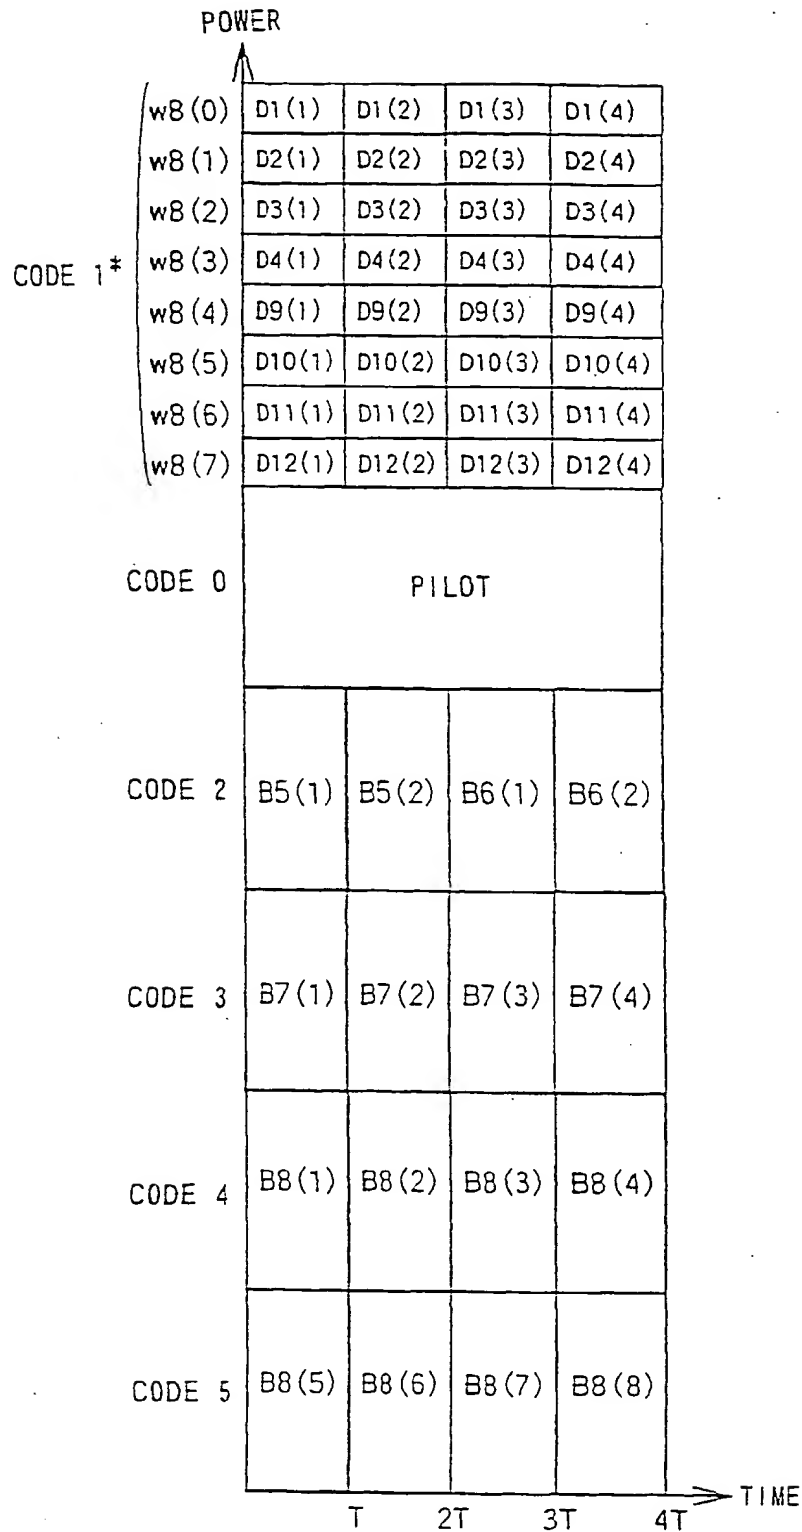 POWER
w8(0) D1(1) D1(2) D1(3) D1(4)
w8(1) D2(1) D2(2) D2(3) D2(4)
w8(2) D3(1) D3(2) D3(3) D3(4)
CODE 1* w8(3) D4(1) D4(2) D4(3) D4(4)
w8(4) D9(1) D9(2) D9(3) D9(4)
w8(5) D10(1) D10(2) D10(3) D10(4)
w8(6) D11(1) D11(2) D11(3) D11(4)
w8(7) D12(1) D12(2) D12(3) D12(4)
CODE 0 PILOT
CODE 2 B5(1) B5(2) B6(1) B6(2)
CODE 3 B7(1) B7(2) B7(3) B7(4)
CODE 4 B8(1) B8(2) B8(3) B8(4)
CODE 5 B8(5) B8(6) B8(7) B8(8)
TIME
T 2T 3T 4T